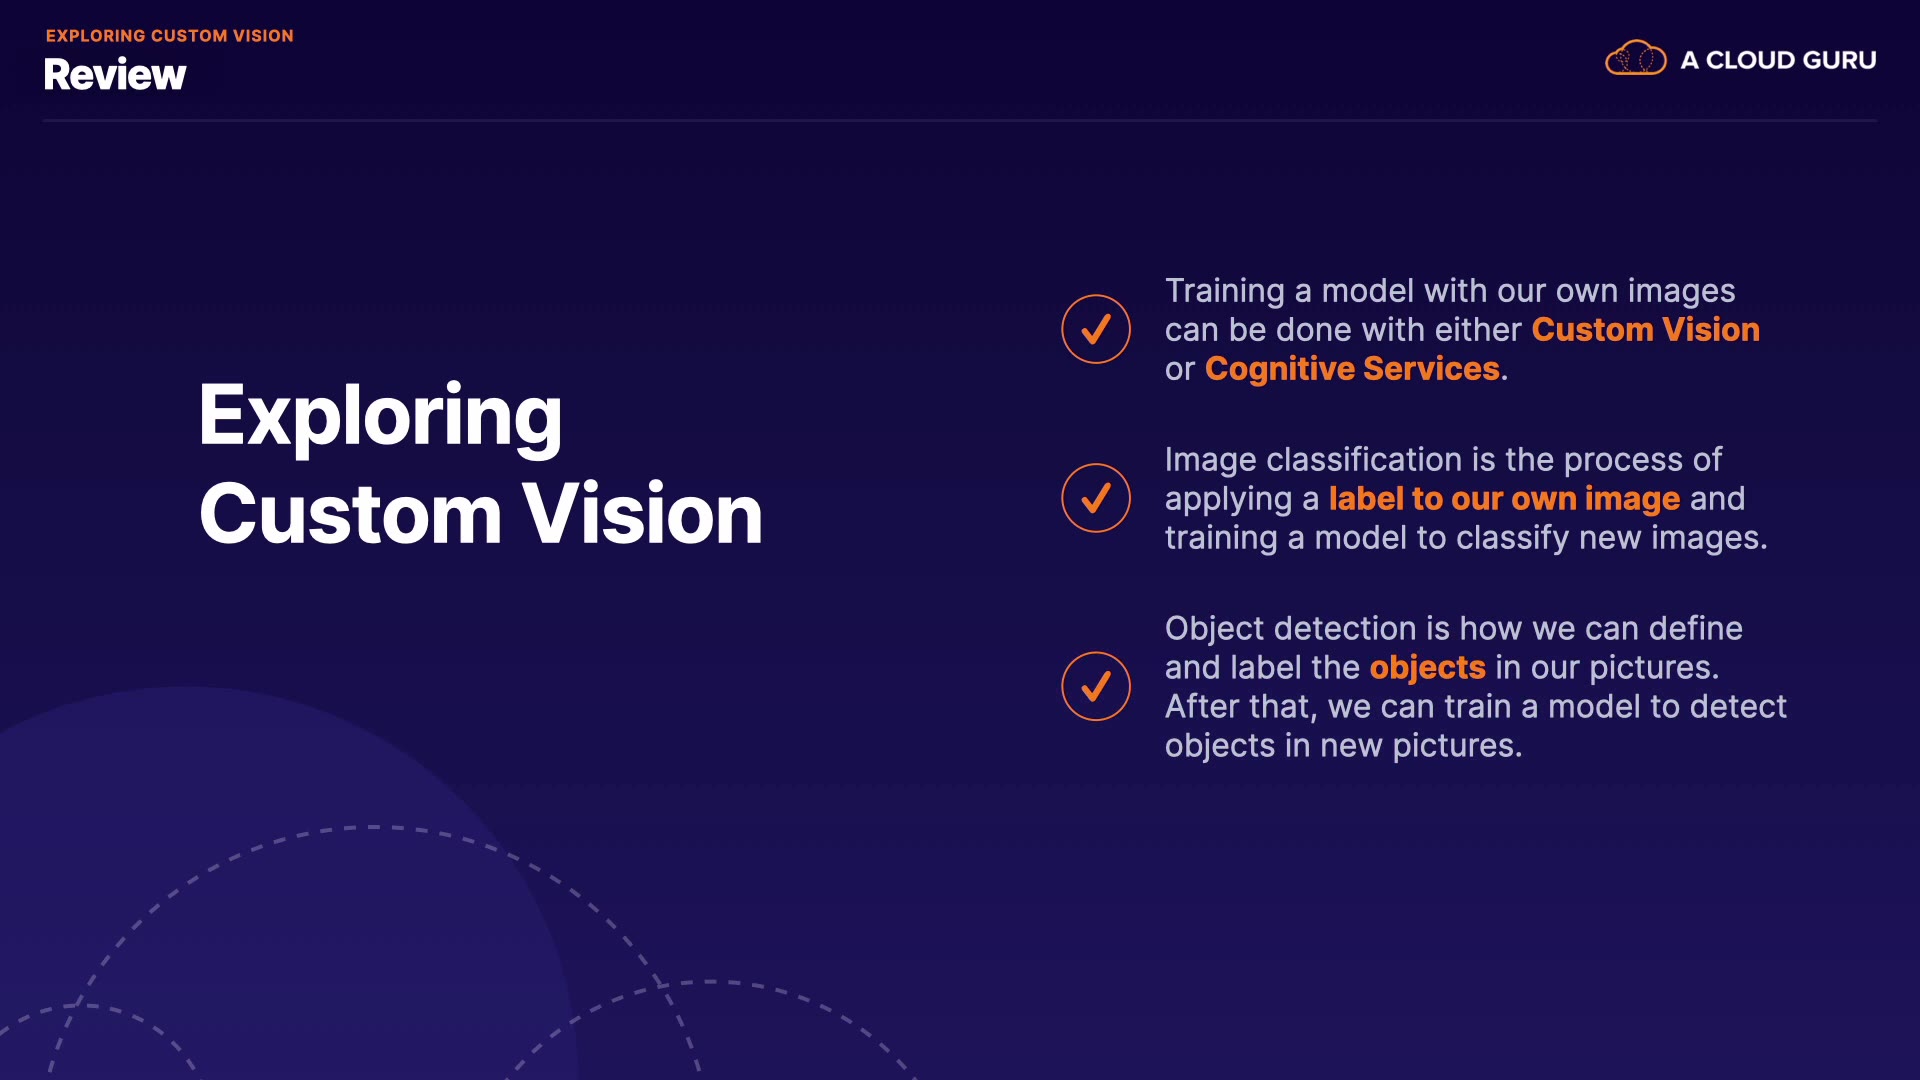 EXPLORING CUSTOM VISION
Review
A CLOUD GURU
Exploring
Custom Vision
Training a model with our own images
can be done with either Custom Vision
or Cognitive Services.
Image classification is the process of
applying a label to our own image and
training a model to classify new images.
Object detection is how we can define
and label the objects in our pictures.
After that, we can train a model to detect
objects in new pictures.